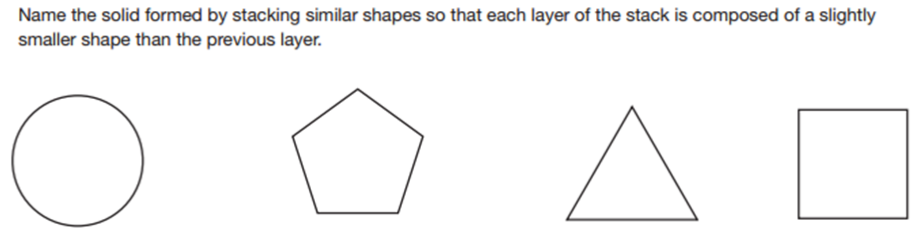 Name the solid formed by stacking similar shapes so that each layer of the stack is composed of a slightly
smaller shape than the previous layer.